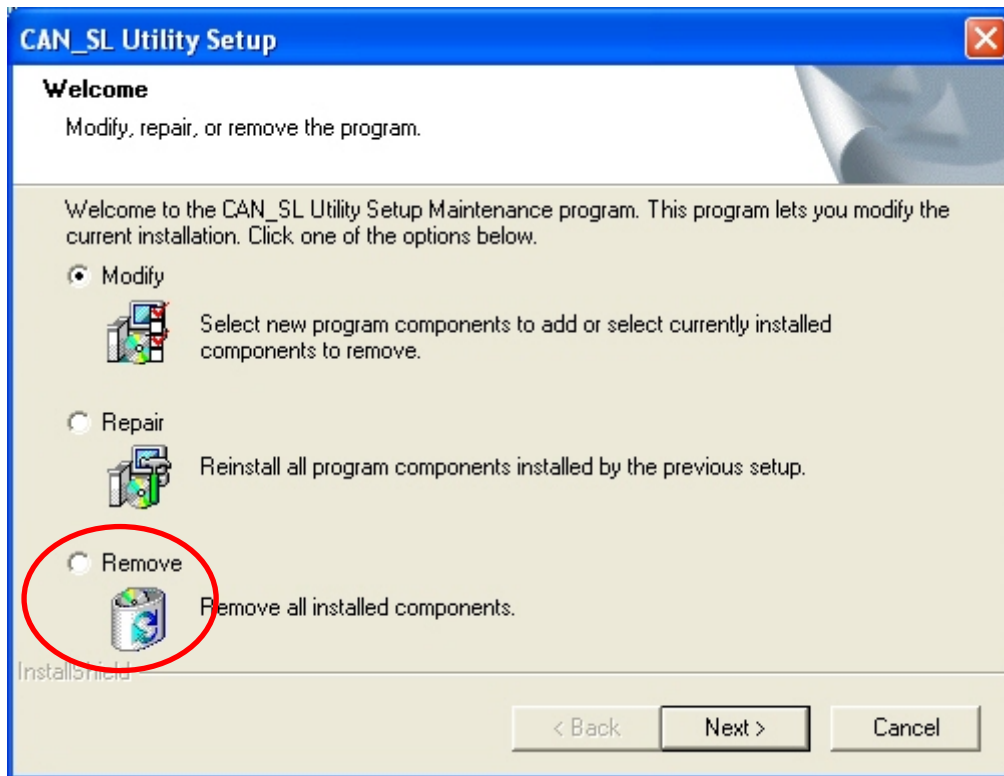 CAN_SL Utility Setup
Welcome
Modify, repair, or remove the program.
Welcome to the CAN_SL Utility Setup Maintenance program. This program lets you modify the
current installation. Click one of the options below.
Modify
Select new program components to add or select currently installed
components to remove.
Repair
Reinstall all program components installed by the previous setup.
Remove
Remove all installed components.
InstallShield
< Back
Next >
Cancel